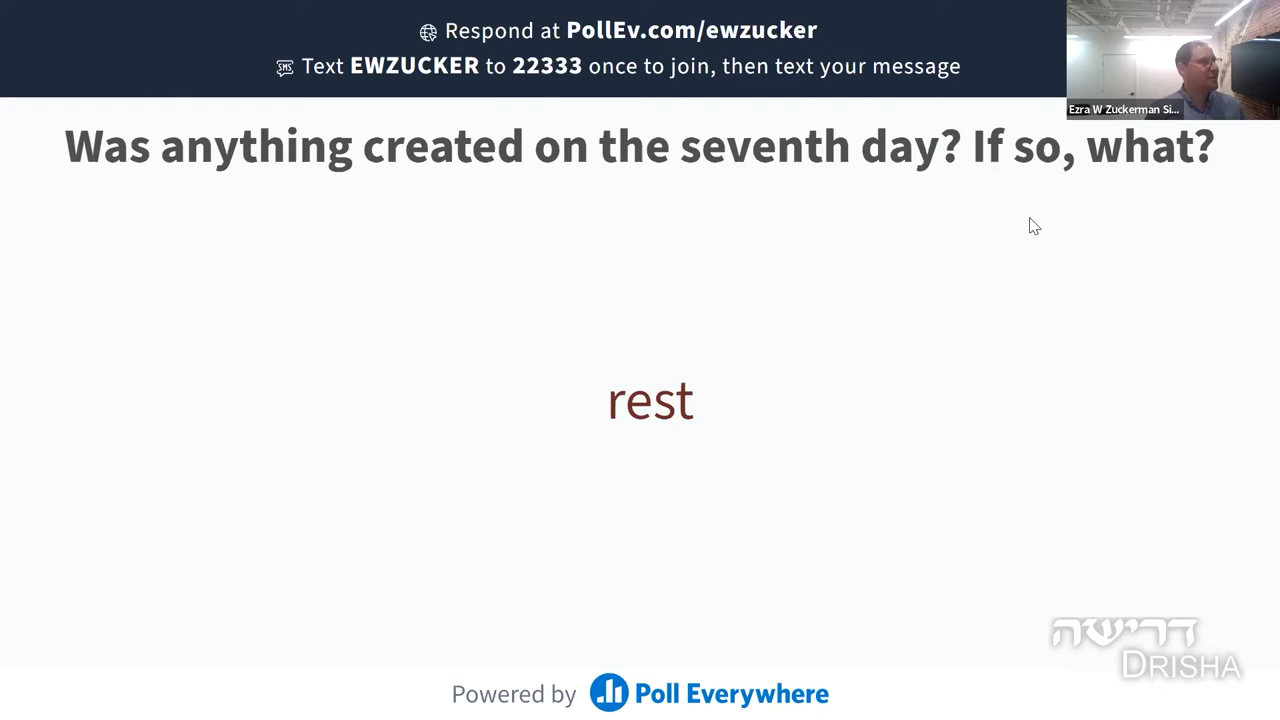 Respond at PollEv.com/ewzucker
Text EWZUCKER to 22333 once to join, then text your message
Ezra W Zuckerman Si...
Was anything created on the seventh day? If so, what?
rest
דרישה
DRISHA
Powered by Poll Everywhere